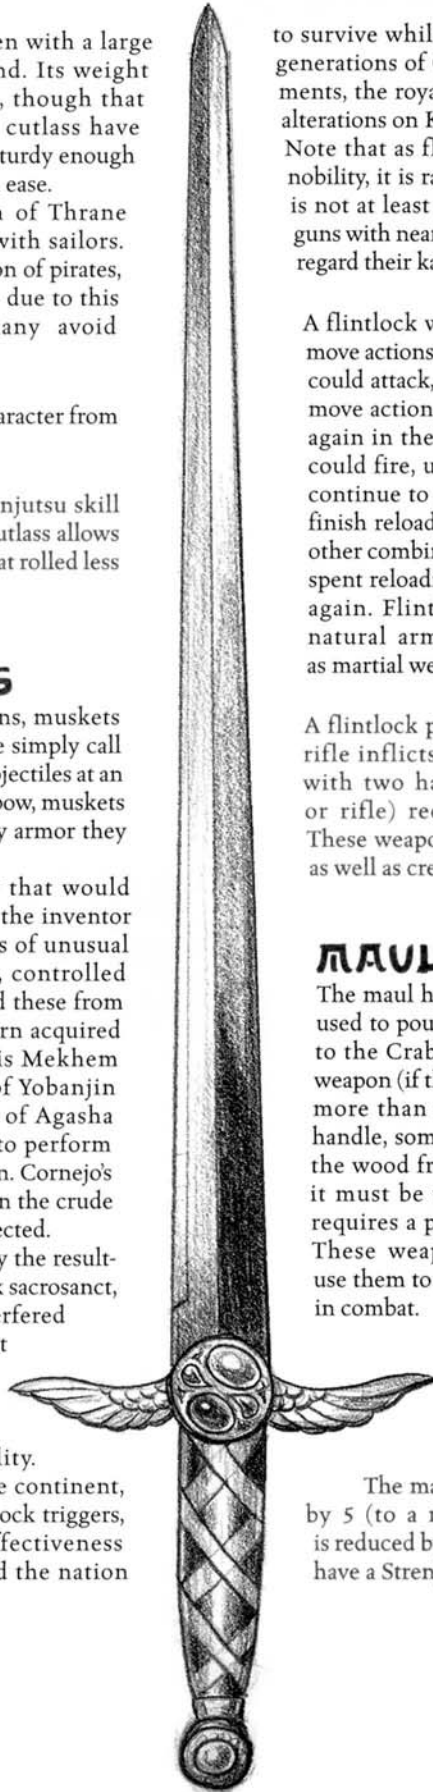 en with a large
nd. Its weight
, though that
cutlass have
turdy enough
ease.
of Thrane
with sailors.
on of pirates,
due to this
any avoid
aracter from
njutsu skill
utlass allows
at rolled less
G
ns, muskets
e simply call
ojectiles at an
bow, muskets
y armor they
that would
the inventor
s of unusual
, controlled
d these from
rn acquired
is Mekhem
of Yobanjin
of Agasha
to perform
n. Cornejo's
n the crude
ected.
y the result-
k sacrosanct,
erfered
t
lity.
e continent,
ock triggers,
ffectiveness
d the nation
to survive whil
generations of
ments, the roya
alterations on K
Note that as fl
nobility, it is ra
is not at least
guns with near
regard their ka
A flintlock w
move actions
could attack,
move action
again in the
could fire, u
continue to
finish reload
other combi
spent reload
again. Flint
natural arm
as martial we
A flintlock p
rifle inflicts
with two ha
or rifle) rec
These weapo
as well as cre
MAUL
The maul h
used to pou
to the Crab
weapon (if t
more than
handle, som
the wood fr
it must be
requires a p
These weap
use them to
in combat.
The ma
by 5 (to a r
is reduced b
have a Stren